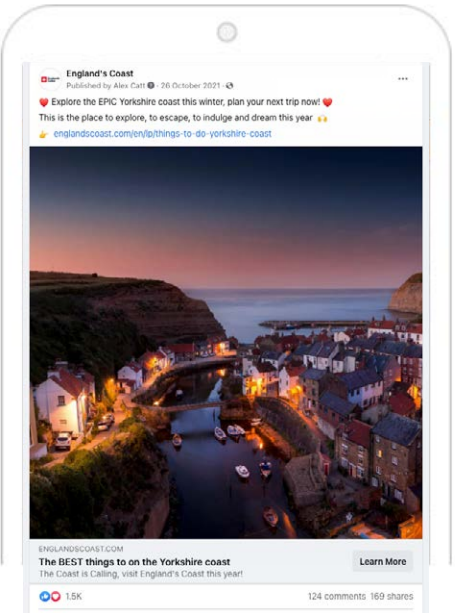 England's Coast
Published by Alex Catt · 26 October 2021 ·
Explore the EPIC Yorkshire coast this winter, plan your next trip now!
This is the place to explore, to escape, to indulge and dream this year
englandscoast.com/en/lp/things-to-do-yorkshire-coast
ENGLANDSCOAST.COM
The BEST things to on the Yorkshire coast
Learn More
The Coast is Calling, visit England's Coast this year!
1.5K
124 comments 169 shares